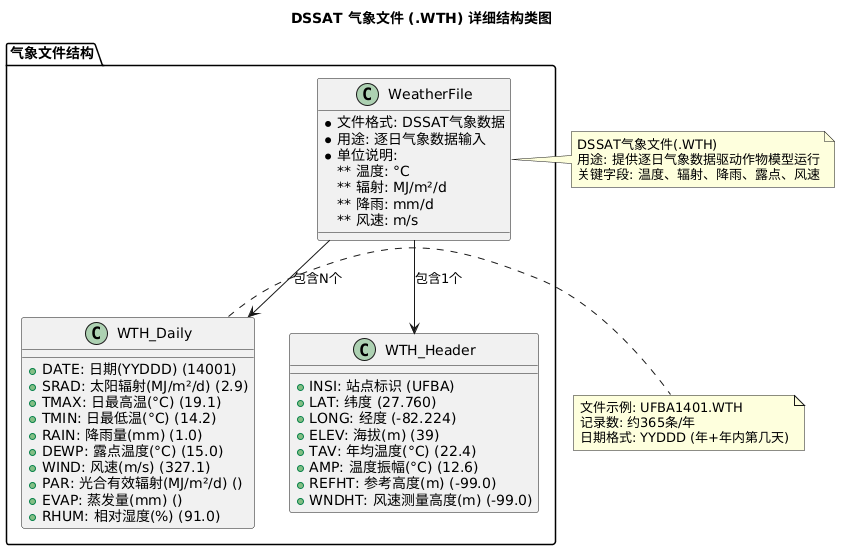 DSSAT 气象文件 (.WTH) 详细结构类图
气象文件结构
C WeatherFile
文件格式: DSSAT气象数据
用途: 逐日气象数据输入
单位说明:
** 温度: °C
** 辐射: MJ/m²/d
** 降雨: mm/d
** 风速: m/s
DSSAT气象文件(.WTH)
用途: 提供逐日气象数据驱动作物模型运行
关键字段: 温度、辐射、降雨、露点、风速
包含N个
包含1个
C WTH_Daily
DATE: 日期(YYDDD) (14001)
SRAD: 太阳辐射(MJ/m²/d) (2.9)
TMAX: 日最高温(°C) (19.1)
TMIN: 日最低温(°C) (14.2)
RAIN: 降雨量(mm) (1.0)
DEWP: 露点温度(°C) (15.0)
WIND: 风速(m/s) (327.1)
PAR: 光合有效辐射(MJ/m²/d) ()
EVAP: 蒸发量(mm) ()
RHUM: 相对湿度(%) (91.0)
C WTH_Header
INSI: 站点标识 (UFBA)
LAT: 纬度 (27.760)
LONG: 经度 (-82.224)
ELEV: 海拔(m) (39)
TAV: 年均温度(°C) (22.4)
AMP: 温度振幅(°C) (12.6)
REFHT: 参考高度(m) (-99.0)
WNDHT: 风速测量高度(m) (-99.0)
文件示例: UFBA1401.WTH
记录数: 约365条/年
日期格式: YYDDD (年+年内第几天)